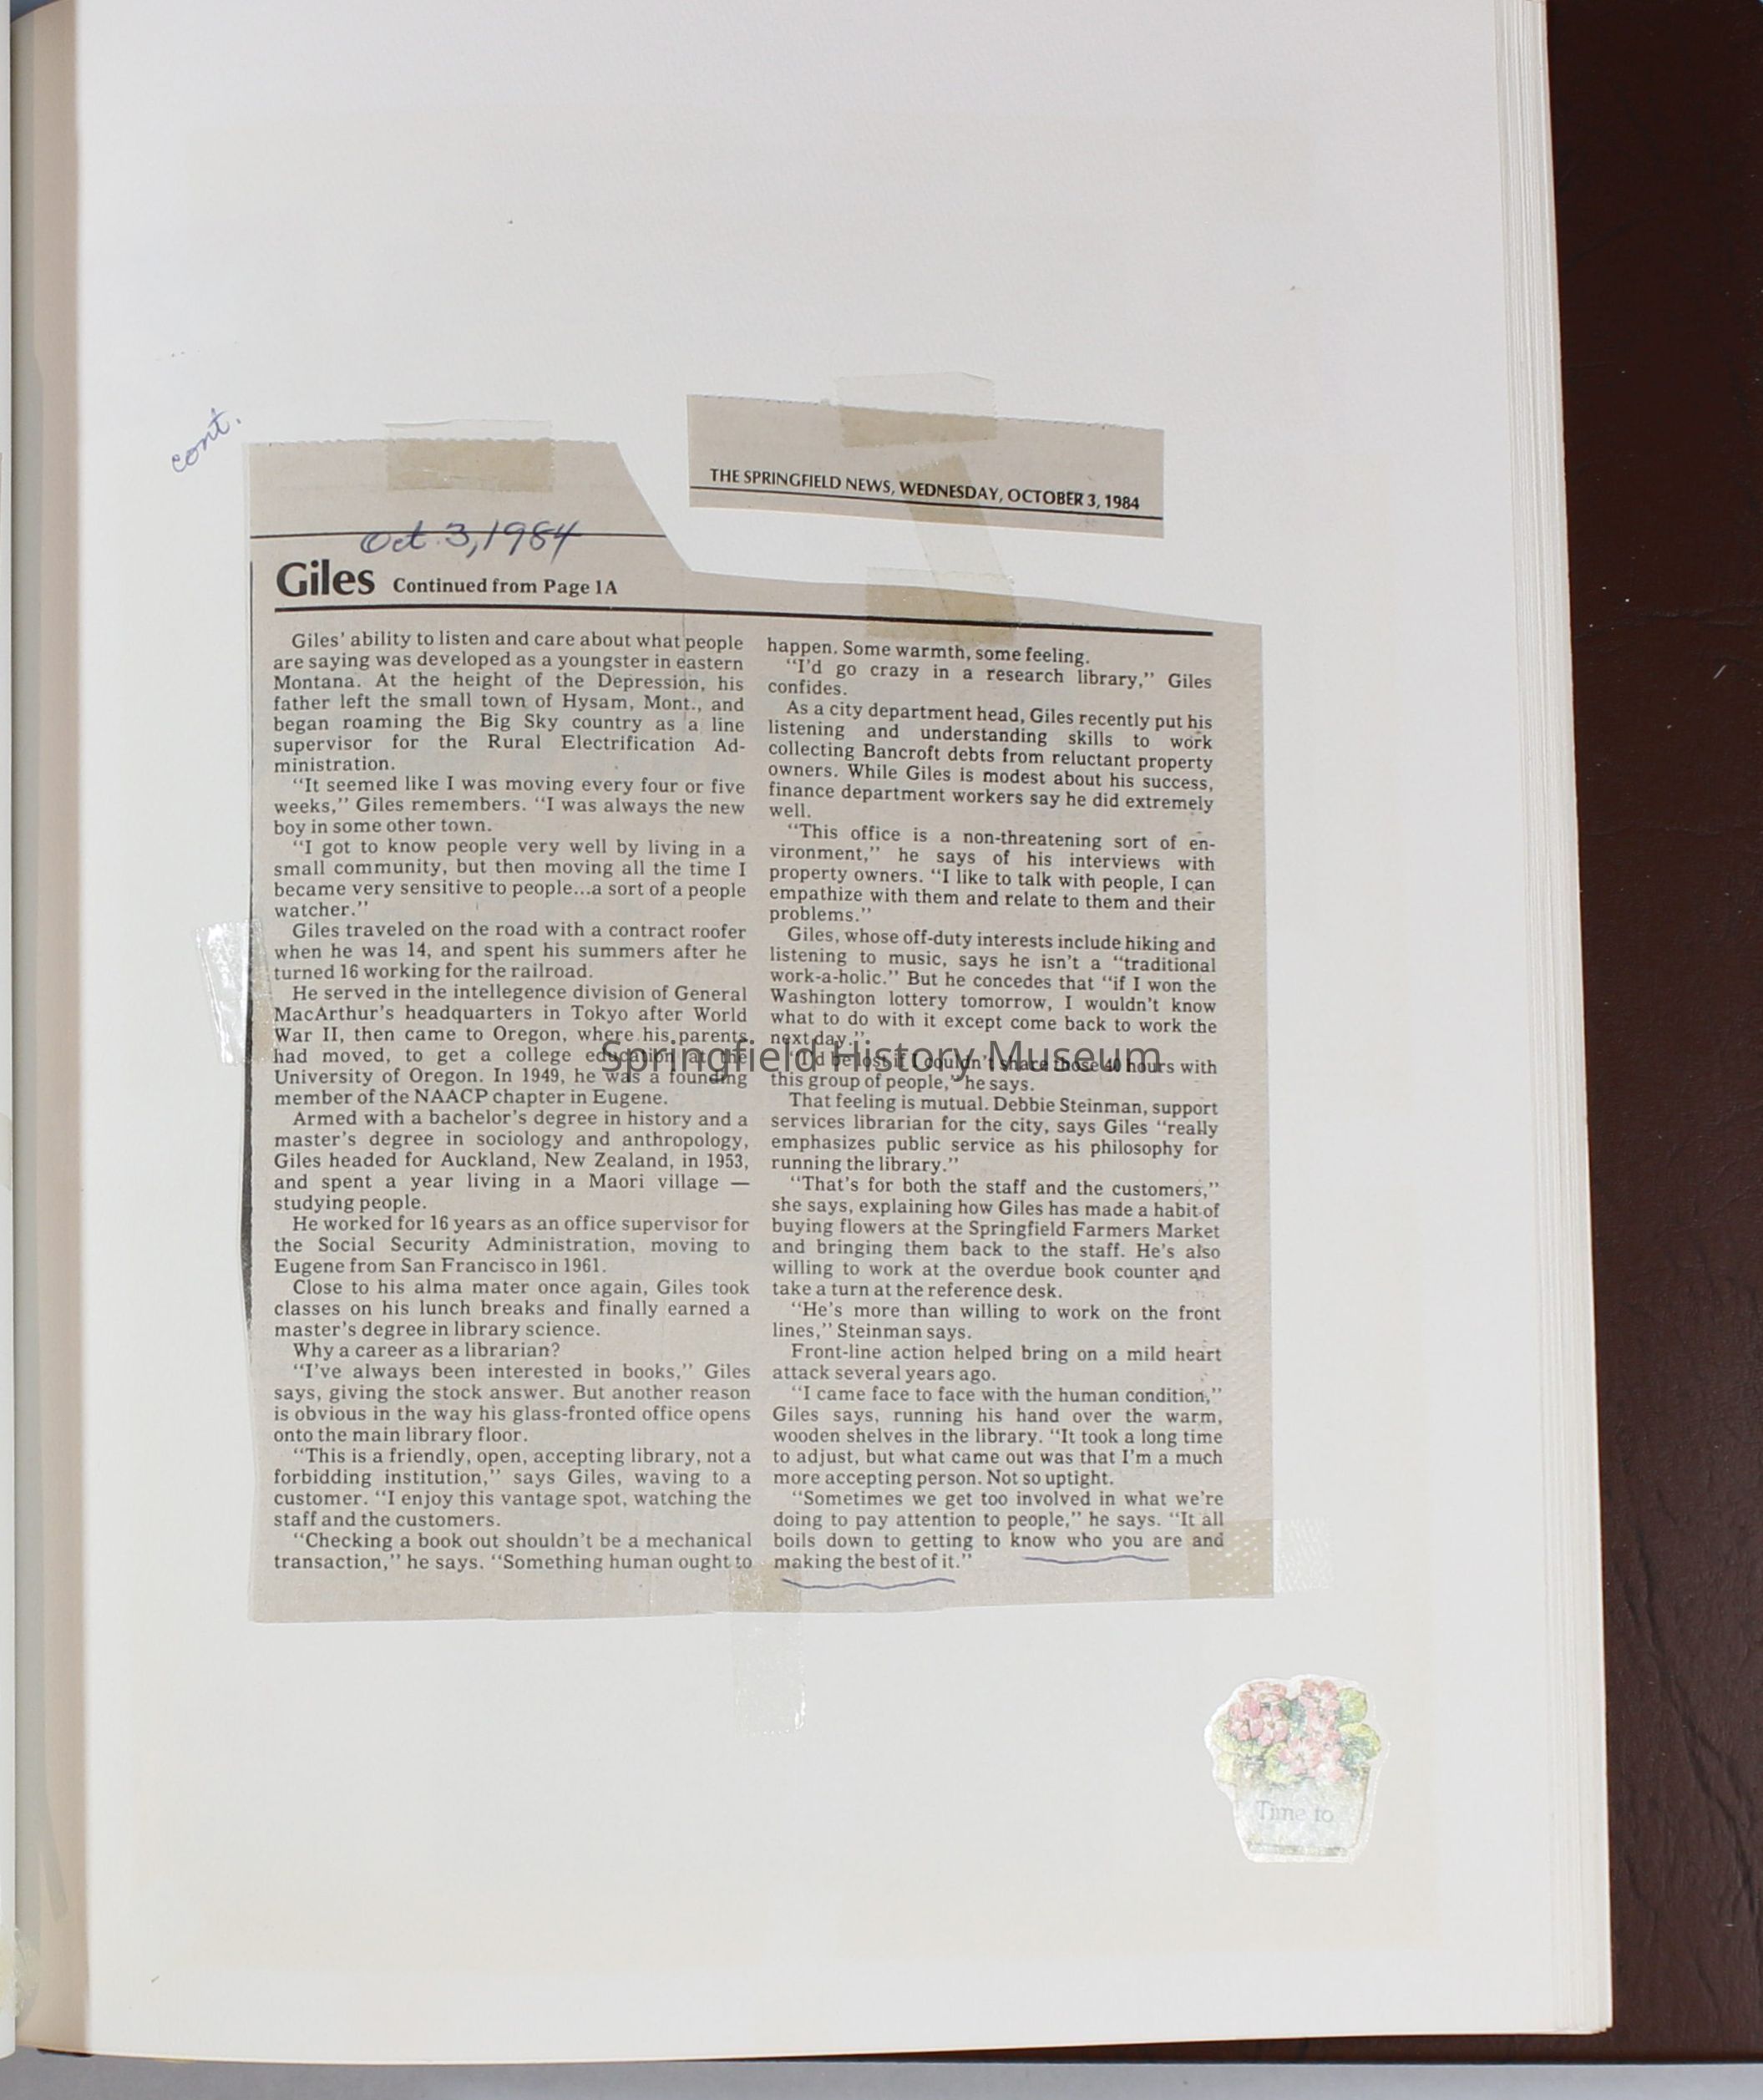 cont.
THE SPRINGFIELD NEWS, WEDNESDAY, OCTOBER 3, 1984
Oct. 3, 1984
Giles Continued from Page 1A
Giles' ability to listen and care about what people
are saying was developed as a youngster in eastern
Montana. At the height of the Depression, his
father left the small town of Hysam, Mont., and
began roaming the Big Sky country as a line
supervisor for the Rural Electrification Ad-
ministration.
"It seemed like I was moving every four or five
weeks," Giles remembers. "I was always the new
boy in some other town.
"I got to know people very well by living in a
small community, but then moving all the time I
became very sensitive to people...a sort of a people
watcher."
Giles traveled on the road with a contract roofer
when he was 14, and spent his summers after he
turned 16 working for the railroad.
He served in the intellegence division of General
MacArthur's headquarters in Tokyo after World
War II, then came to Oregon, where his parents
had moved, to get a college education at the
University of Oregon. In 1949, he was a founding
member of the NAACP chapter in Eugene.
Armed with a bachelor's degree in history and a
master's degree in sociology and anthropology,
Giles headed for Auckland, New Zealand, in 1953,
and spent a year living in a Maori village —
studying people.
He worked for 16 years as an office supervisor for
the Social Security Administration, moving to
Eugene from San Francisco in 1961.
Close to his alma mater once again, Giles took
classes on his lunch breaks and finally earned a
master's degree in library science.
Why a career as a librarian?
"I've always been interested in books," Giles
says, giving the stock answer. But another reason
is obvious in the way his glass-fronted office opens
onto the main library floor.
"This is a friendly, open, accepting library, not a
forbidding institution," says Giles, waving to a
customer. "I enjoy this vantage spot, watching the
staff and the customers.
"Checking a book out shouldn't be a mechanical
transaction," he says. "Something human ought to
happen. Some warmth, some feeling.
"I'd go crazy in a research library," Giles
confides.
As a city department head, Giles recently put his
listening and understanding skills to work
collecting Bancroft debts from reluctant property
owners. While Giles is modest about his success,
finance department workers say he did extremely
well.
"This office is a non-threatening sort of en-
vironment," he says of his interviews with
property owners. "I like to talk with people, I can
empathize with them and relate to them and their
problems."
Giles, whose off-duty interests include hiking and
listening to music, says he isn't a "traditional
work-a-holic." But he concedes that "if I won the
Washington lottery tomorrow, I wouldn't know
what to do with it except come back to work the
next day."
"I'd be lost if I couldn't share those 40 hours with
this group of people," he says.
That feeling is mutual. Debbie Steinman, support
services librarian for the city, says Giles "really
emphasizes public service as his philosophy for
running the library."
"That's for both the staff and the customers,"
she says, explaining how Giles has made a habit of
buying flowers at the Springfield Farmers Market
and bringing them back to the staff. He's also
willing to work at the overdue book counter and
take a turn at the reference desk.
"He's more than willing to work on the front
lines," Steinman says.
Front-line action helped bring on a mild heart
attack several years ago.
"I came face to face with the human condition,"
Giles says, running his hand over the warm,
wooden shelves in the library. "It took a long time
to adjust, but what came out was that I'm a much
more accepting person. Not so uptight.
"Sometimes we get too involved in what we're
doing to pay attention to people," he says. "It all
boils down to getting to know who you are and
making the best of it."
Springfield History Museum
Time to